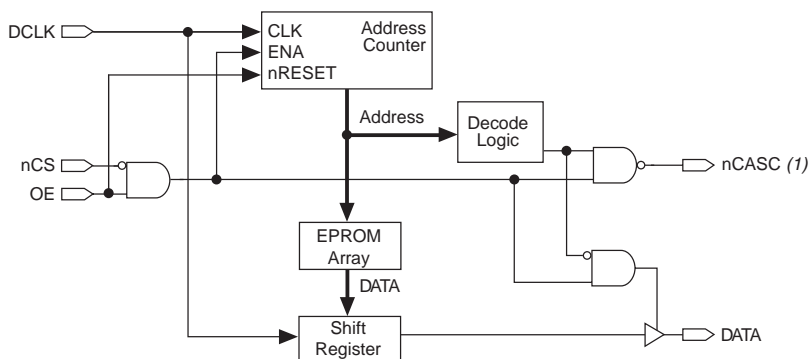 DCLK
CLK
Address
Counter
ENA
nRESET
Address
Decode
Logic
nCS
OE
nCASC (1)
EPROM
Array
DATA
Shift
Register
DATA